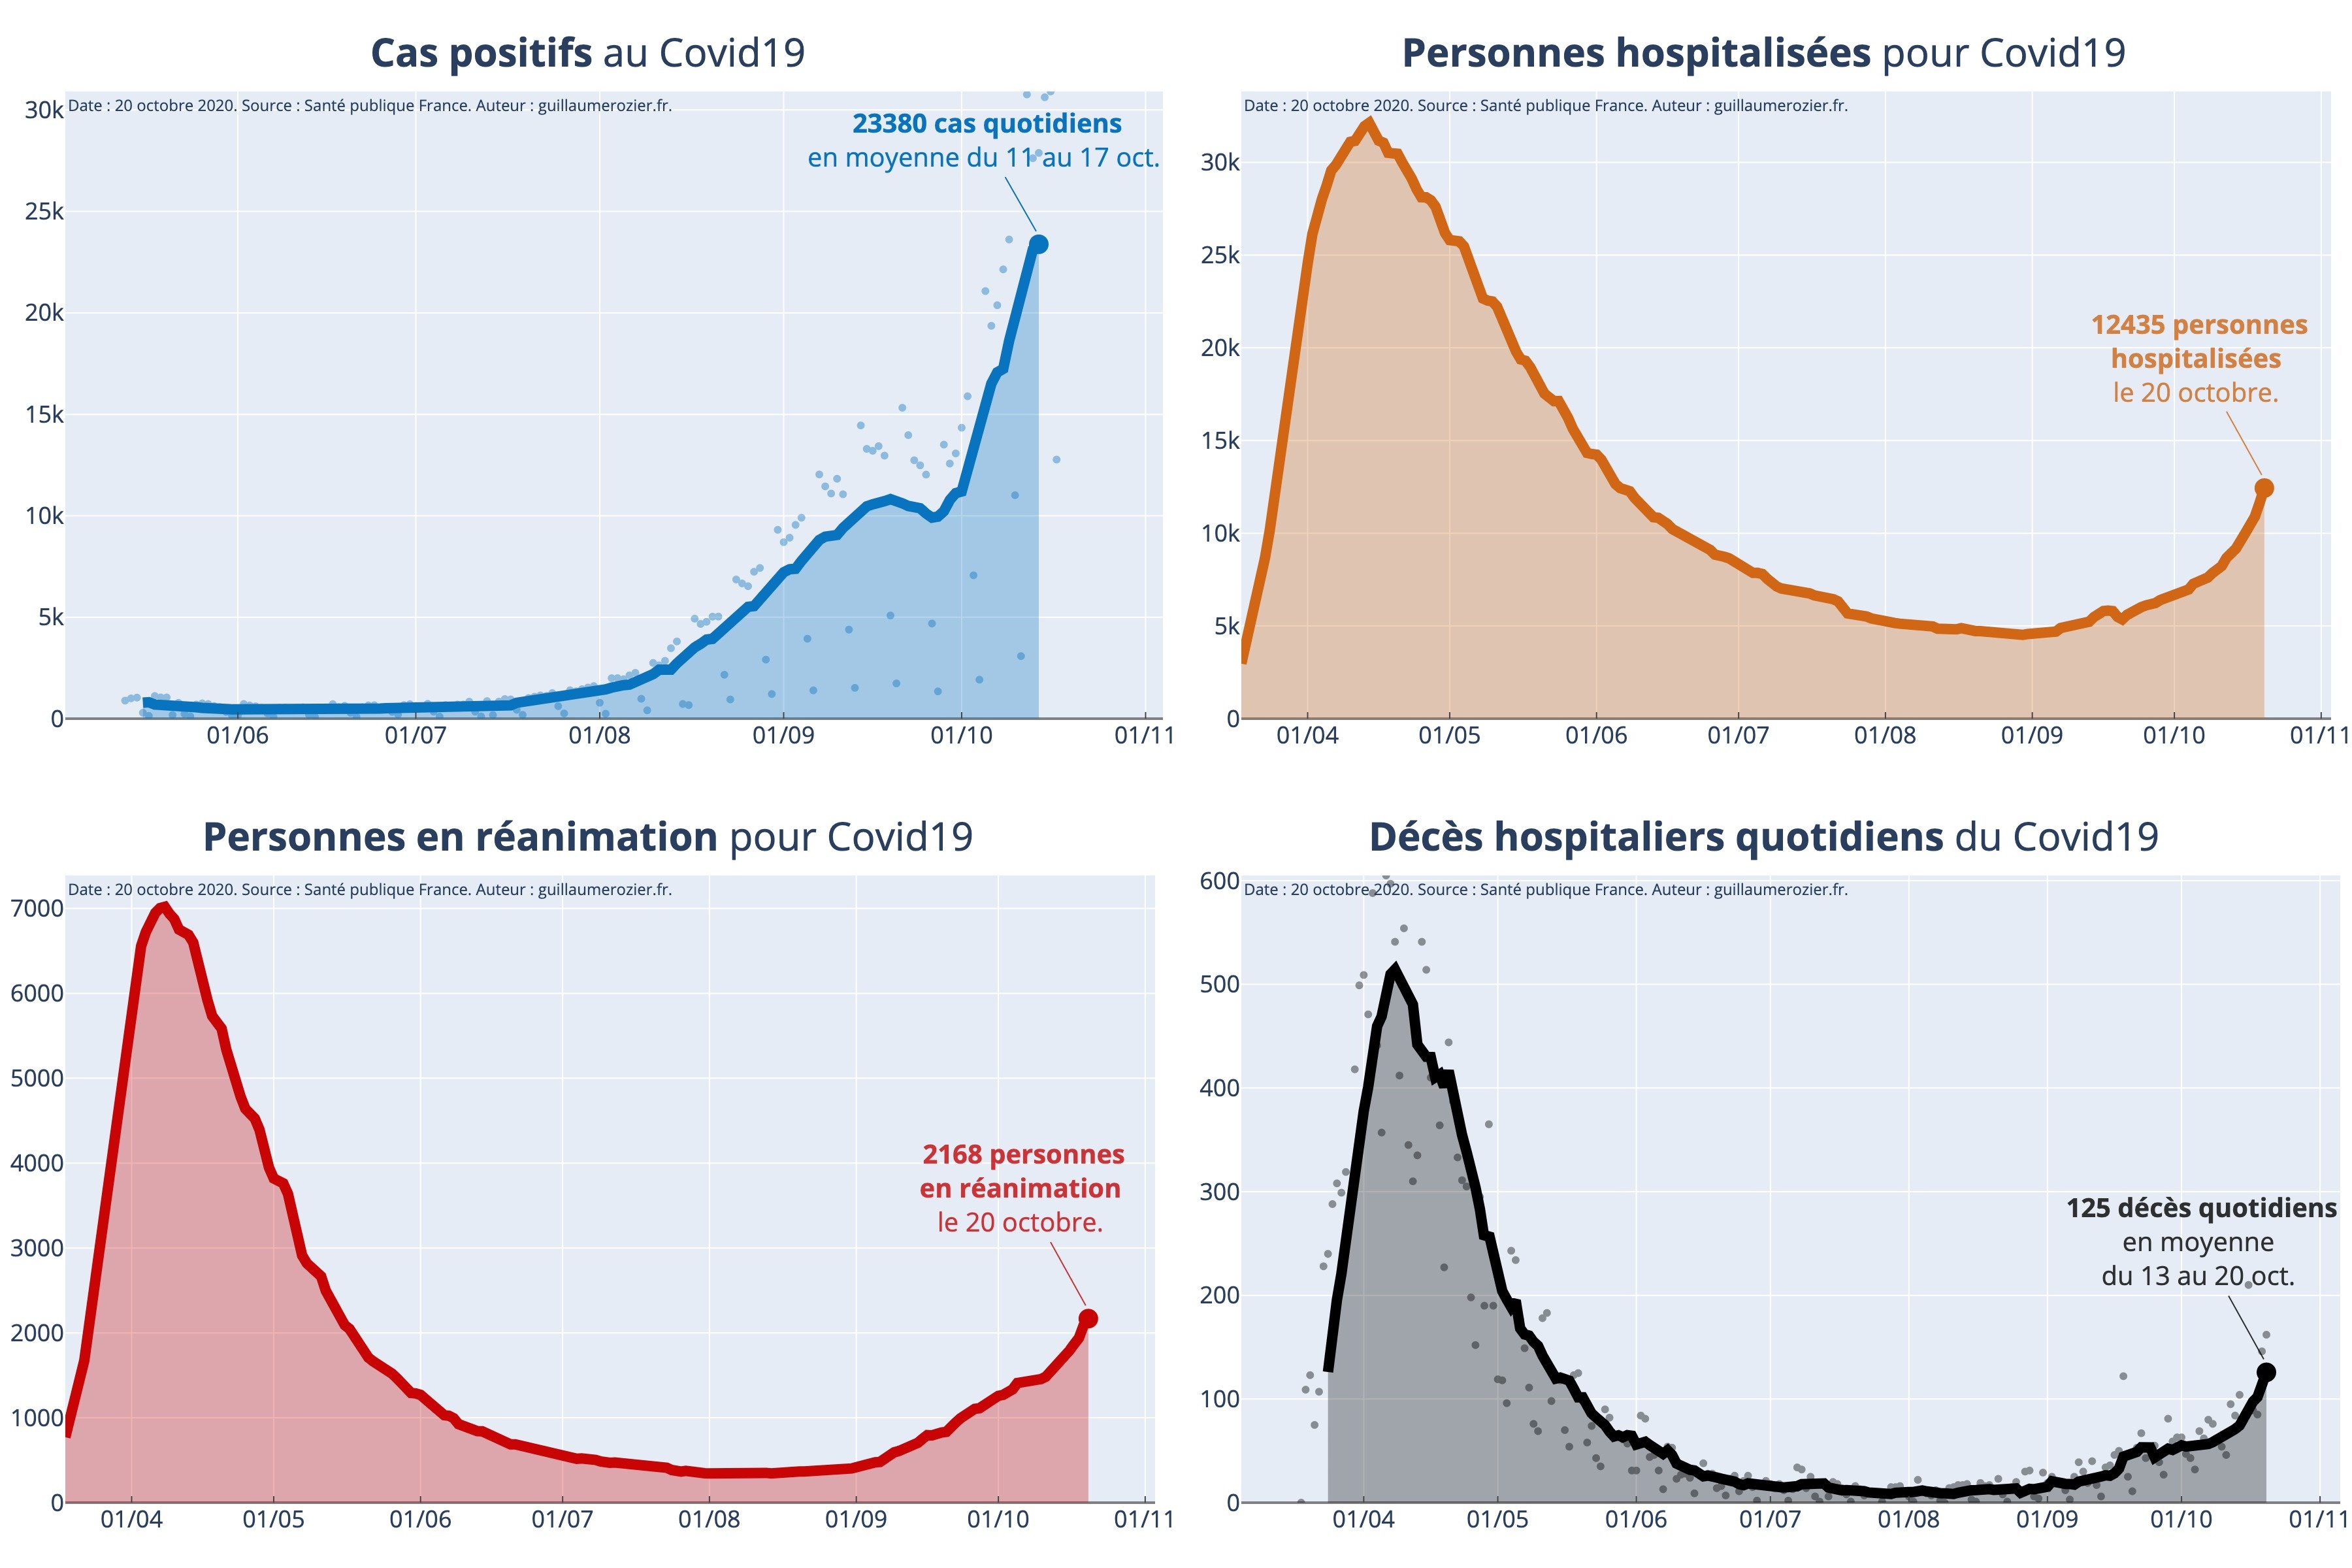 Cas positifs au Covid19
Date : 20 octobre 2020. Source : Santé publique France. Auteur : guillaumerozier.fr.
23380 cas quotidiens
en moyenne du 11 au 17 oct.
30k
25k
20k
15k
10k
5k
0
01/06 01/07 01/08 01/09 01/10 01/11
Personnes hospitalisées pour Covid19
Date : 20 octobre 2020. Source : Santé publique France. Auteur : guillaumerozier.fr.
30k
25k
20k
15k
10k
5k
0
12435 personnes
hospitalisées
le 20 octobre.
01/04 01/05 01/06 01/07 01/08 01/09 01/10 01/11
Personnes en réanimation pour Covid19
Date : 20 octobre 2020. Source : Santé publique France. Auteur : guillaumerozier.fr.
7000
6000
5000
4000
3000
2000
1000
0
2168 personnes
en réanimation
le 20 octobre.
01/04 01/05 01/06 01/07 01/08 01/09 01/10 01/11
Décès hospitaliers quotidiens du Covid19
Date : 20 octobre 2020. Source : Santé publique France. Auteur : guillaumerozier.fr.
600
500
400
300
200
100
0
125 décès quotidiens
en moyenne
du 13 au 20 oct.
01/04 01/05 01/06 01/07 01/08 01/09 01/10 01/11